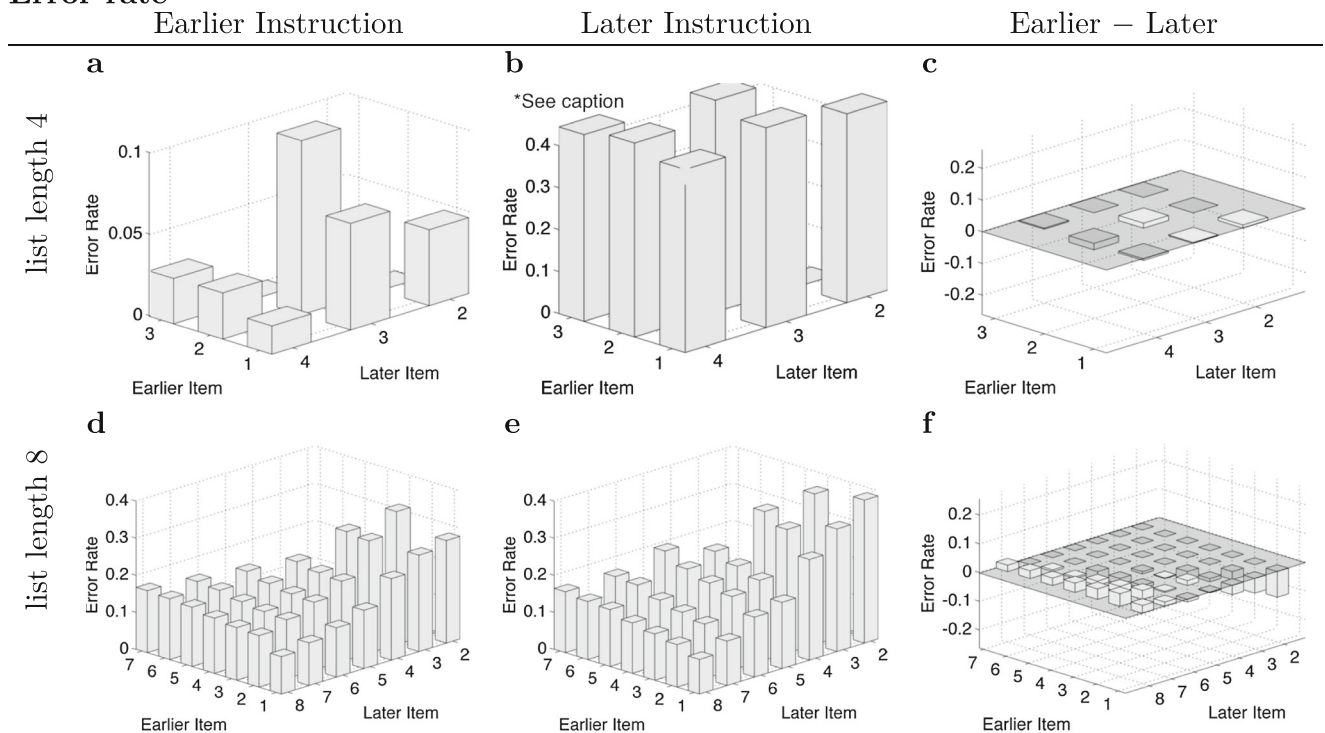 Error rate
Earlier Instruction Later Instruction Earlier − Later
list length 4
a
0.1
0.05
0
Error Rate
3 2 1
Earlier Item
4 3 2
Later Item
b
*See caption
0.4
0.3
0.2
0.1
0
Error Rate
3 2 1
Earlier Item
4 3 2
Later Item
c
0.2
0.1
0
-0.1
-0.2
Error Rate
3 2 1
Earlier Item
4 3 2
Later Item
list length 8
d
0.4
0.3
0.2
0.1
0
Error Rate
7 6 5 4 3 2 1
Earlier Item
8 7 6 5 4 3 2
Later Item
e
0.4
0.3
0.2
0.1
0
Error Rate
7 6 5 4 3 2 1
Earlier Item
8 7 6 5 4 3 2
Later Item
f
0.2
0.1
0
-0.1
-0.2
Error Rate
7 6 5 4 3 2 1
Earlier Item
8 7 6 5 4 3 2
Later Item